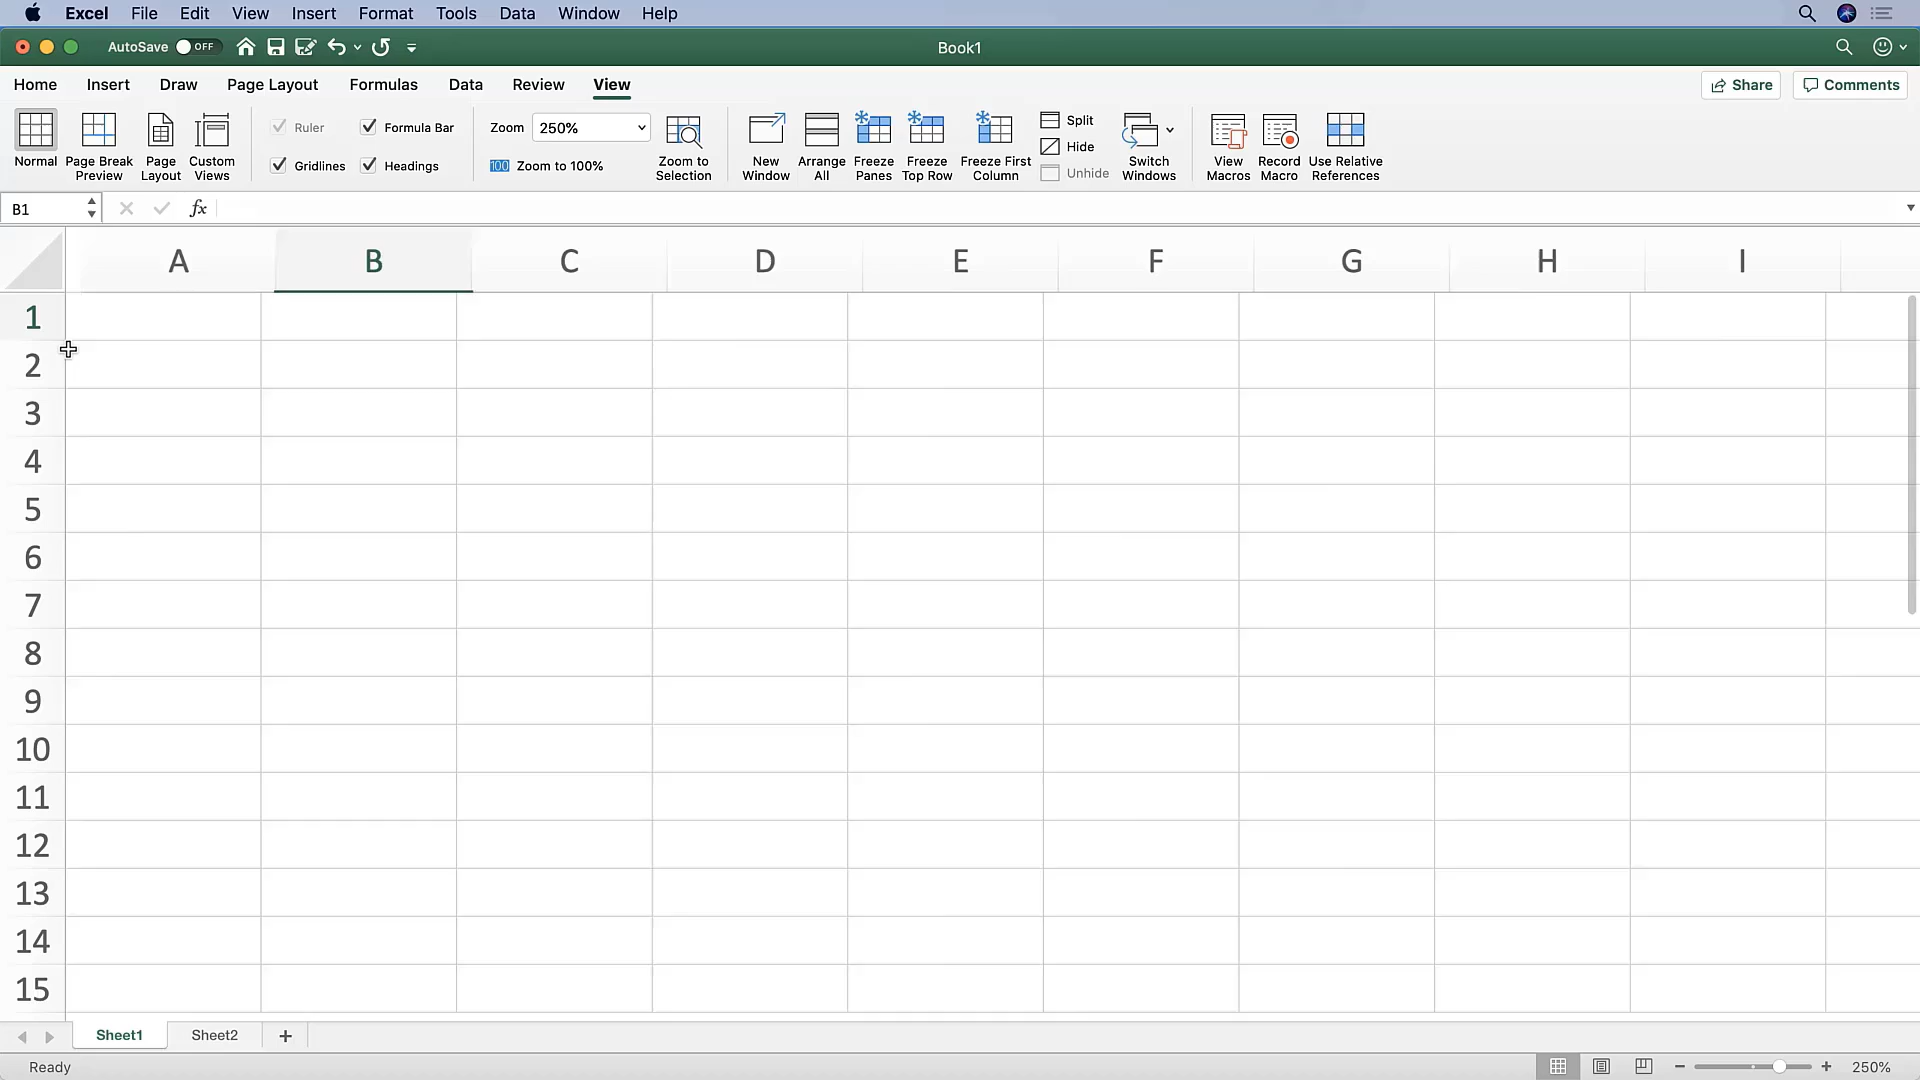 Excel File Edit View Insert Format Tools Data Window Help
AutoSave OFF Book1
Home Insert Draw Page Layout Formulas Data Review View Share Comments
Ruler Formula Bar Zoom 250% Split
Hide
Normal Page Break Preview Page Layout Custom Views Gridlines Headings 100 Zoom to 100% Zoom to Selection New Window Arrange All Freeze Panes Freeze Top Row Freeze First Column Unhide Switch Windows View Macros Record Macro Use Relative References
B1 fx
A B C D E F G H I
1
2
3
4
5
6
7
8
9
10
11
12
13
14
15
Sheet1 Sheet2 +
Ready 250%